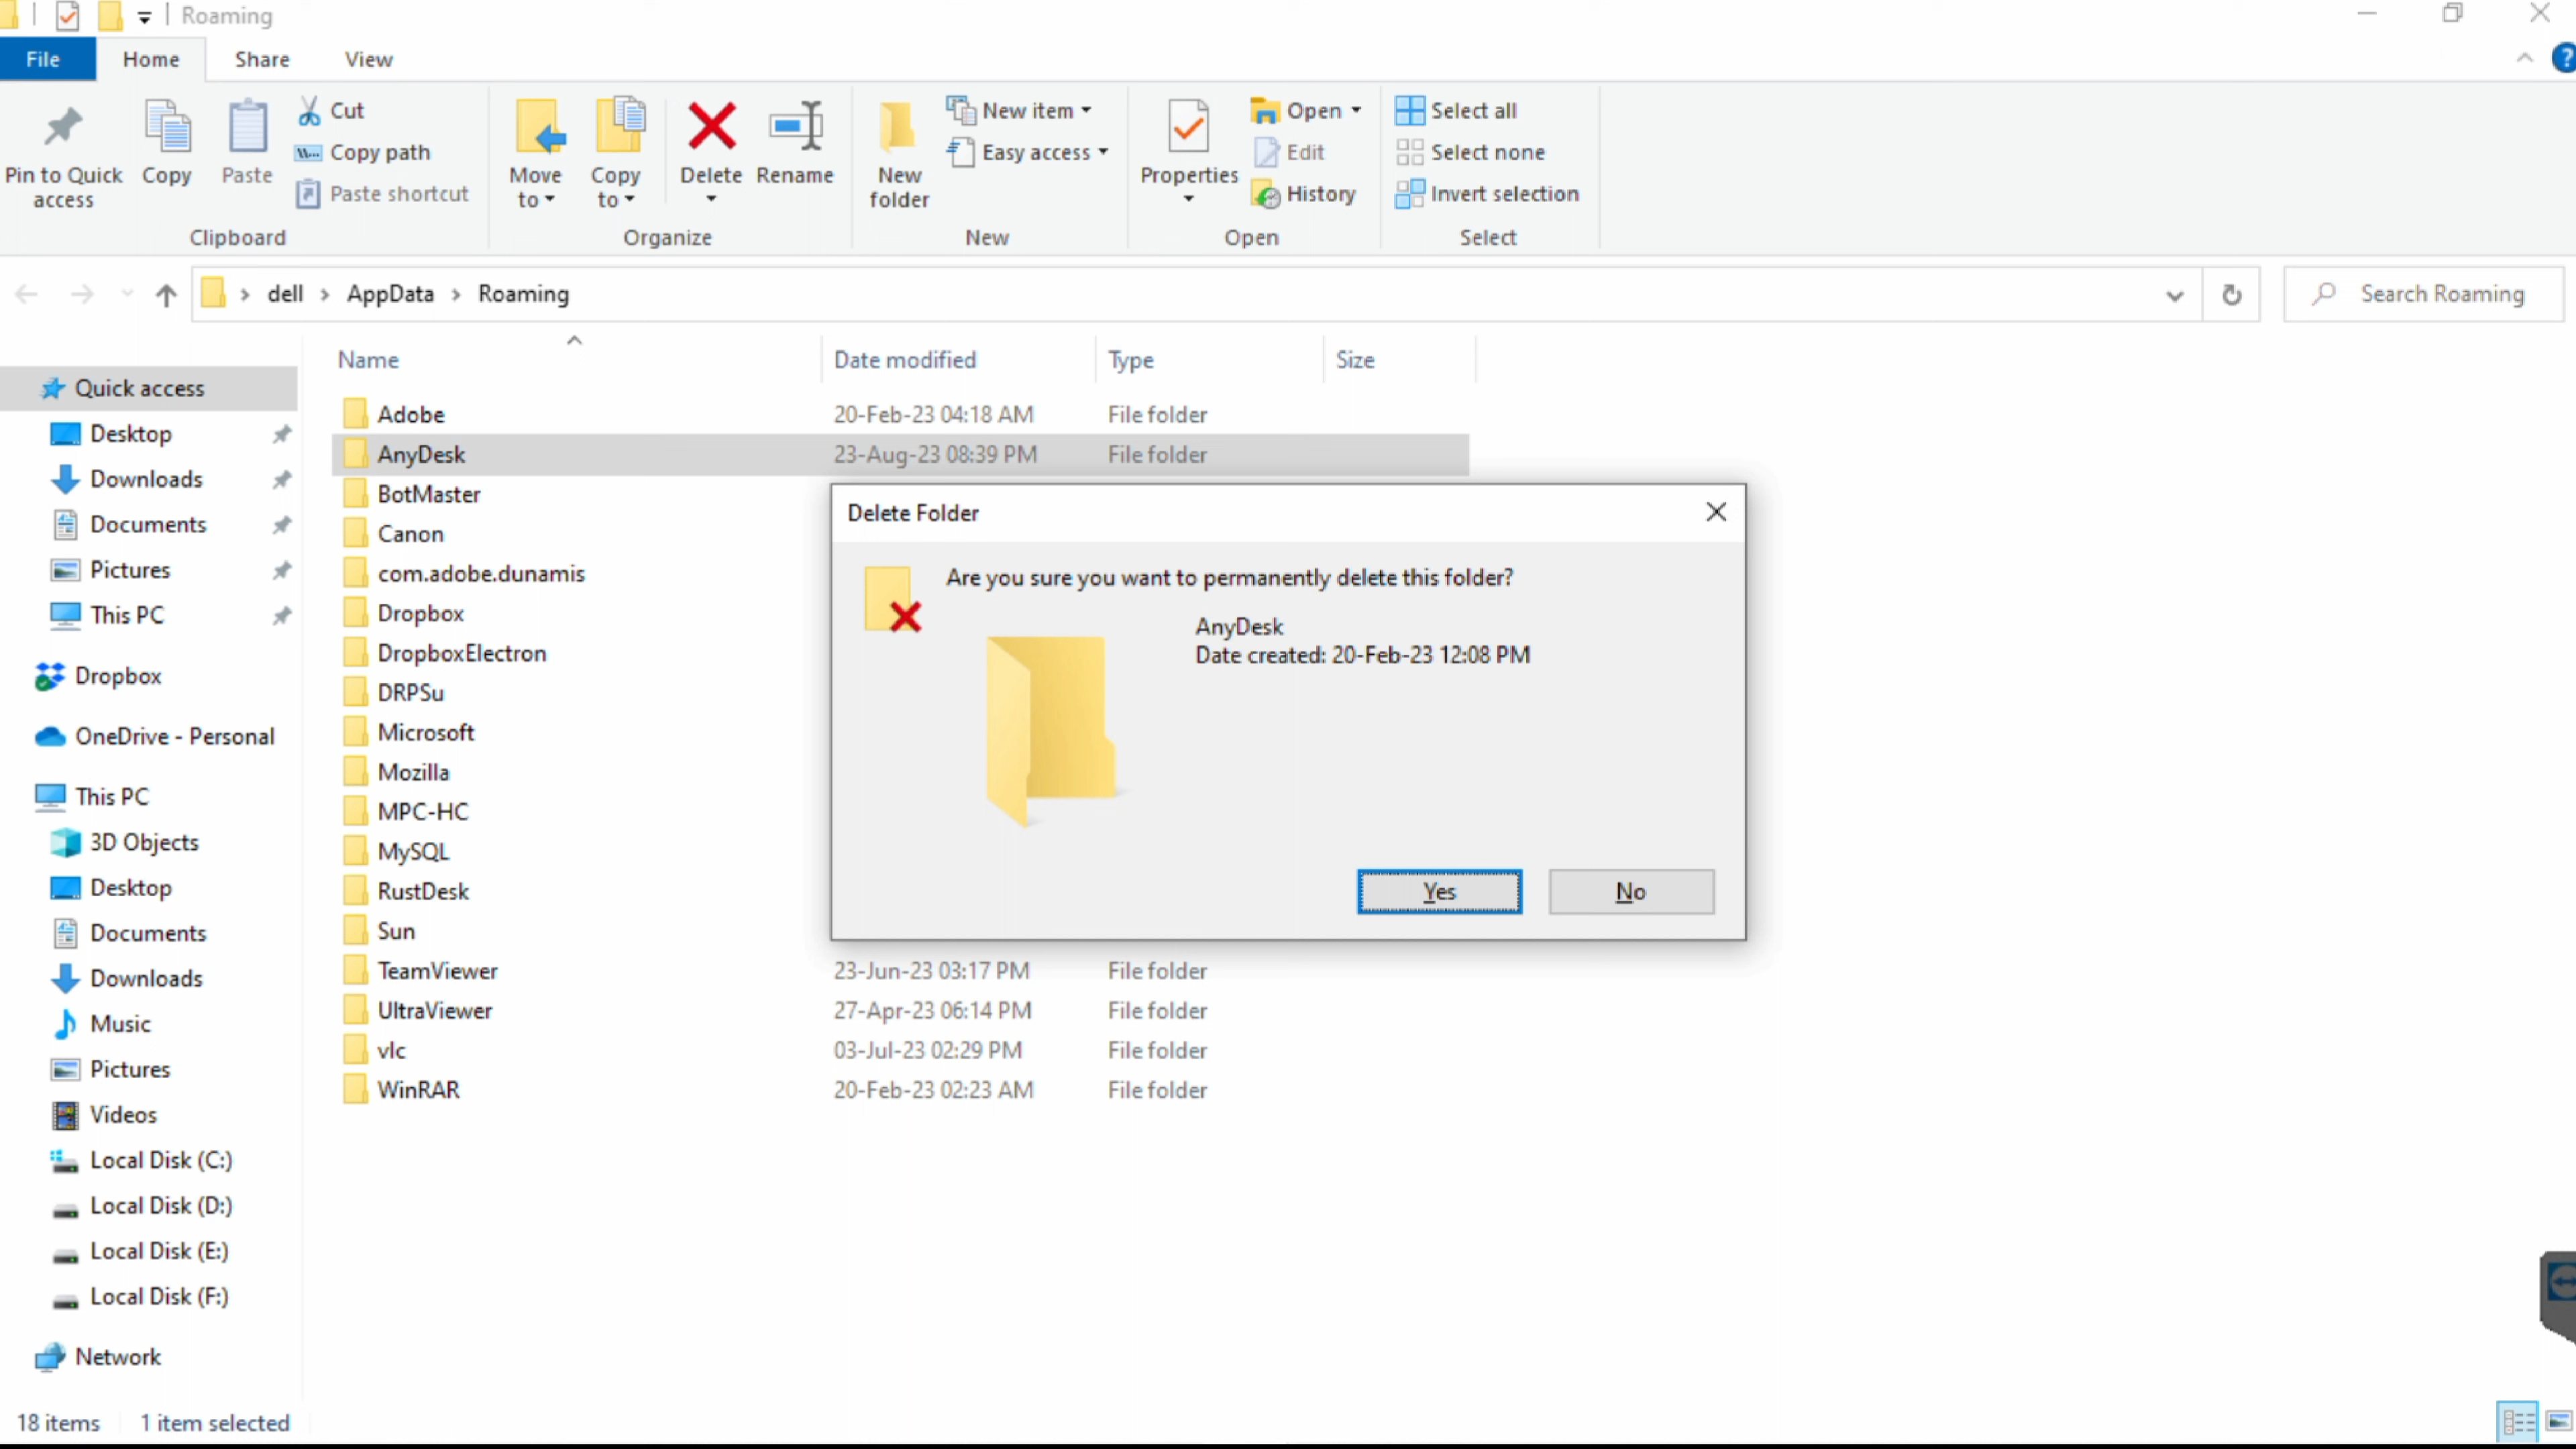 Roaming
File Home Share View
Pin to Quick access
Copy
Paste
Cut
Copy path
Paste shortcut
Clipboard
Move to
Copy to
Delete
Rename
Organize
New folder
New item
Easy access
New
Properties
Open
Edit
History
Open
Select all
Select none
Invert selection
Select
dell > AppData > Roaming
Search Roaming
Quick access
Desktop
Downloads
Documents
Pictures
This PC
Dropbox
OneDrive - Personal
This PC
3D Objects
Desktop
Documents
Downloads
Music
Pictures
Videos
Local Disk (C:)
Local Disk (D:)
Local Disk (E:)
Local Disk (F:)
Network
Name Date modified Type Size
Adobe 20-Feb-23 04:18 AM File folder
AnyDesk 23-Aug-23 08:39 PM File folder
BotMaster
Canon
com.adobe.dunamis
Dropbox
DropboxElectron
DRPSu
Microsoft
Mozilla
MPC-HC
MySQL
RustDesk
Sun
TeamViewer 23-Jun-23 03:17 PM File folder
UltraViewer 27-Apr-23 06:14 PM File folder
vlc 03-Jul-23 02:29 PM File folder
WinRAR 20-Feb-23 02:23 AM File folder
Delete Folder
Are you sure you want to permanently delete this folder?
AnyDesk
Date created: 20-Feb-23 12:08 PM
Yes No
18 items 1 item selected